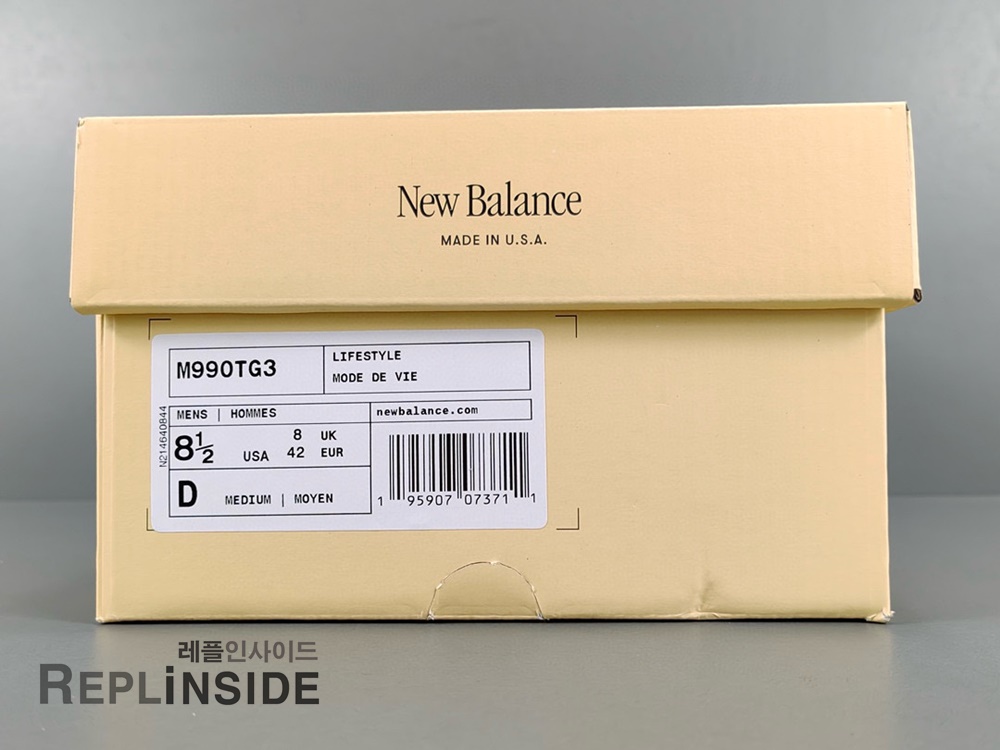 New Balance
MADE IN U.S.A.
M990TG3
LIFESTYLE
MODE DE VIE
N214640844
MENS | HOMMES
newbalance.com
8½ USA
8 UK
42 EUR
D MEDIUM | MOYEN
1 95907 07371 1
레플인사이드
REPLiNSIDE